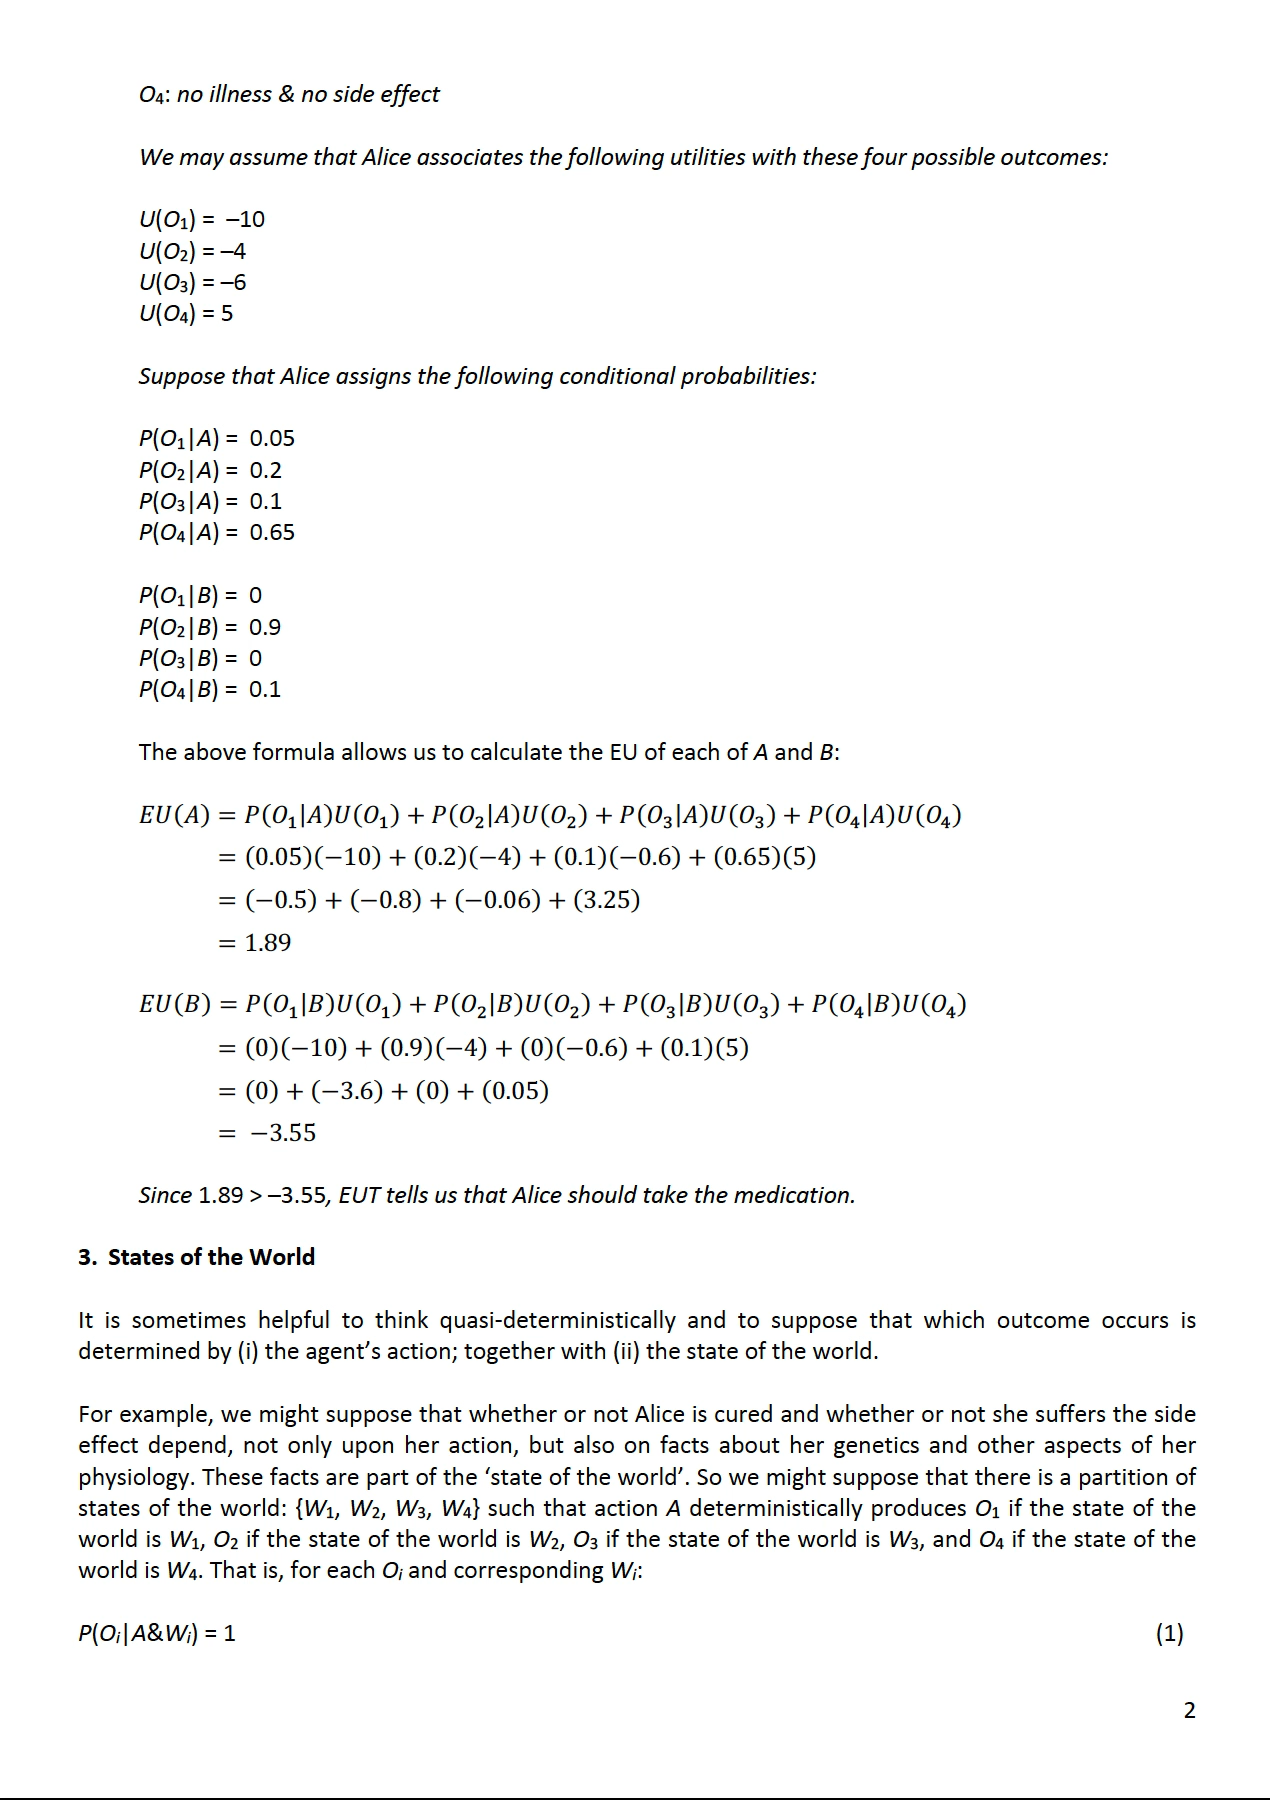 O₄: no illness & no side effect
We may assume that Alice associates the following utilities with these four possible outcomes:
U(O₁) = –10
U(O₂) = –4
U(O₃) = –6
U(O₄) = 5
Suppose that Alice assigns the following conditional probabilities:
P(O₁|A) = 0.05
P(O₂|A) = 0.2
P(O₃|A) = 0.1
P(O₄|A) = 0.65
P(O₁|B) = 0
P(O₂|B) = 0.9
P(O₃|B) = 0
P(O₄|B) = 0.1
The above formula allows us to calculate the EU of each of A and B:
EU(A) = P(O₁|A)U(O₁) + P(O₂|A)U(O₂) + P(O₃|A)U(O₃) + P(O₄|A)U(O₄)
= (0.05)(−10) + (0.2)(−4) + (0.1)(−0.6) + (0.65)(5)
= (−0.5) + (−0.8) + (−0.06) + (3.25)
= 1.89
EU(B) = P(O₁|B)U(O₁) + P(O₂|B)U(O₂) + P(O₃|B)U(O₃) + P(O₄|B)U(O₄)
= (0)(−10) + (0.9)(−4) + (0)(−0.6) + (0.1)(5)
= (0) + (−3.6) + (0) + (0.05)
= −3.55
Since 1.89 > –3.55, EUT tells us that Alice should take the medication.
3. States of the World
It is sometimes helpful to think quasi-deterministically and to suppose that which outcome occurs is
determined by (i) the agent’s action; together with (ii) the state of the world.
For example, we might suppose that whether or not Alice is cured and whether or not she suffers the side
effect depend, not only upon her action, but also on facts about her genetics and other aspects of her
physiology. These facts are part of the ‘state of the world’. So we might suppose that there is a partition of
states of the world: {W₁, W₂, W₃, W₄} such that action A deterministically produces O₁ if the state of the
world is W₁, O₂ if the state of the world is W₂, O₃ if the state of the world is W₃, and O₄ if the state of the
world is W₄. That is, for each Oᵢ and corresponding Wᵢ:
P(Oᵢ|A&Wᵢ) = 1 (1)
2